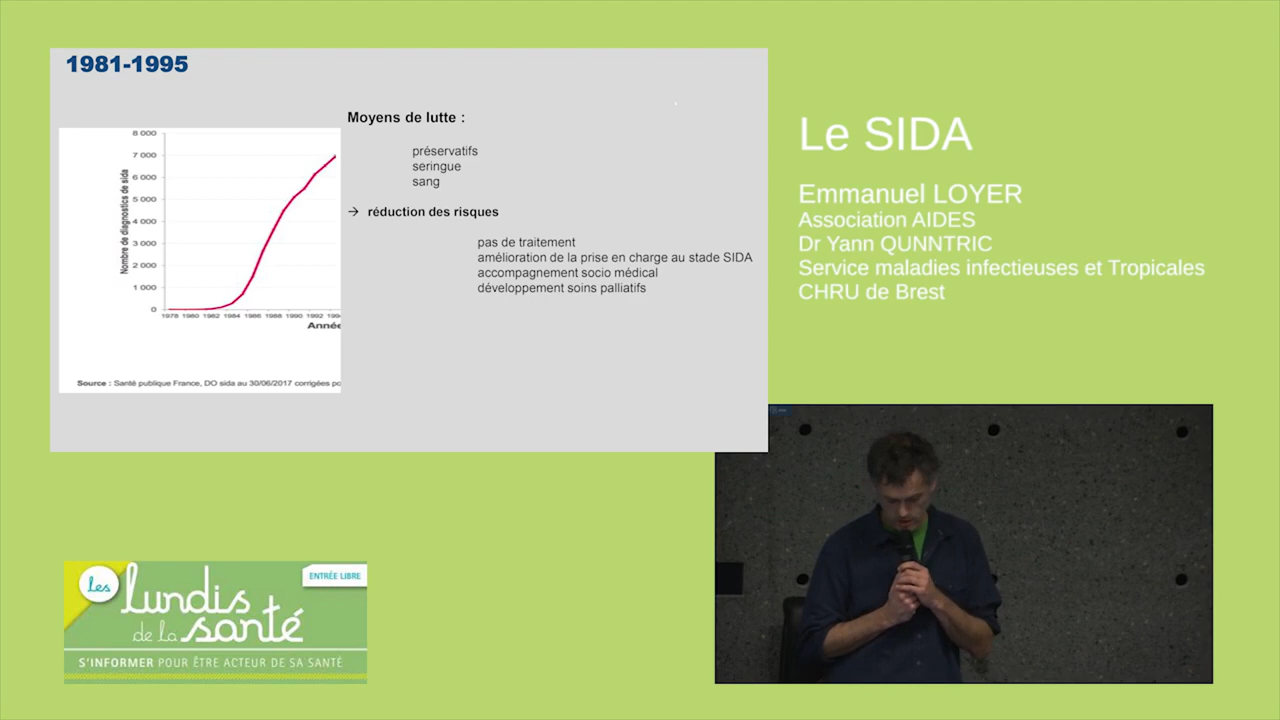 1981-1995
Moyens de lutte :
préservatifs
seringue
sang
→ réduction des risques
pas de traitement
amélioration de la prise en charge au stade SIDA
accompagnement socio médical
développement soins palliatifs
Nombre de diagnostics de sida
8 000
7 000
6 000
5 000
4 000
3 000
2 000
1 000
0
1978 1980 1982 1984 1986 1988 1990 1992 199
Année
Source : Santé publique France, DO sida au 30/06/2017 corrigées po
Le SIDA
Emmanuel LOYER
Association AIDES
Dr Yann QUNNTRIC
Service maladies infectieuses et Tropicales
CHRU de Brest
les
lundis
de la santé
ENTRÉE LIBRE
S'INFORMER POUR ÊTRE ACTEUR DE SA SANTÉ